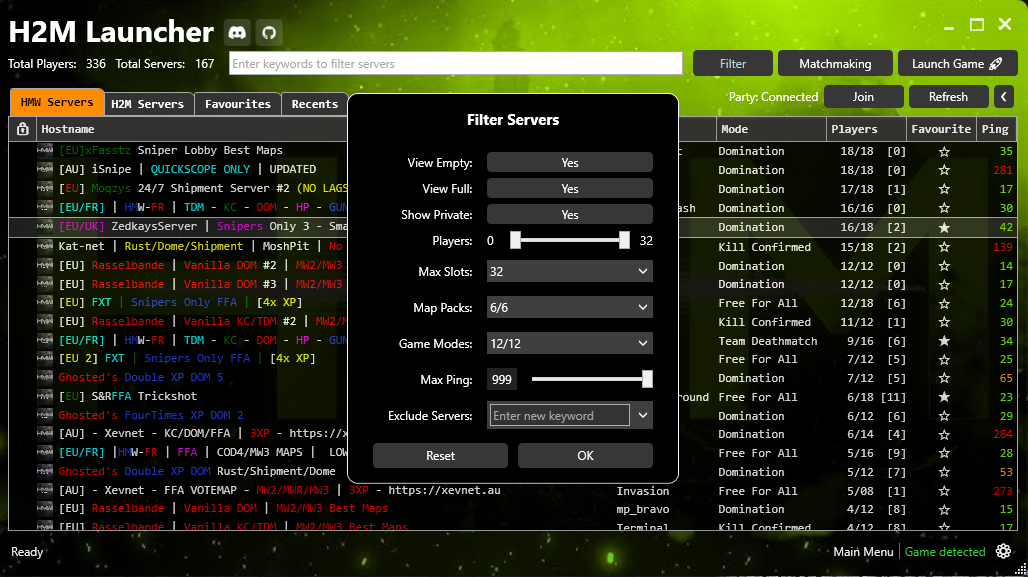 H2M Launcher
Total Players: 336 Total Servers: 167 Enter keywords to filter servers Filter Matchmaking Launch Game
HMW Servers H2M Servers Favourites Recents Party: Connected Join Refresh
Hostname Mode Players Favourite Ping
[EU]xFasstz Sniper Lobby Best Maps Domination 18/18 [0] 35
[AU] iSnipe | QUICKSCOPE ONLY | UPDATED Domination 18/18 [0] 281
[EU] Moqzys 24/7 Shipment Server #2 (NO LAGS Domination 17/18 [1] 17
[EU/FR] | HMW-FR | TDM - KC - DOM - HP - GUN ash Domination 16/16 [0] 30
[EU/UK] ZedkaysServer | Snipers Only 3 - Sma Domination 16/18 [2] 42
Kat-net | Rust/Dome/Shipment | MoshPit | No Kill Confirmed 15/18 [2] 139
[EU] Rasselbande | Vanilla DOM #2 | MW2/MW3 Domination 12/12 [0] 14
[EU] Rasselbande | Vanilla DOM #3 | MW2/MW3 Domination 12/12 [0] 17
[EU] FXT | Snipers Only FFA | [4x XP] Free For All 12/18 [6] 24
[EU] Rasselbande | Vanilla KC/TDM #2 | MW2/M Kill Confirmed 11/12 [1] 30
[EU/FR] | HMW-FR | TDM - KC - DOM - HP - GUN Team Deathmatch 9/16 [6] 34
[EU 2] FXT | Snipers Only FFA | [4x XP] Free For All 7/12 [5] 25
Ghosted's Double XP DOM 5 Domination 7/12 [5] 65
[EU] S&RFFA Trickshot ound Free For All 6/18 [11] 23
Ghosted's FourTimes XP DOM 2 Domination 6/12 [6] 29
[AU] - Xevnet - KC/DOM/FFA | 3XP - https://x Domination 6/14 [4] 284
[EU/FR] |HMW-FR | FFA | COD4/MW3 MAPS | LOW Free For All 5/16 [9] 28
Ghosted's Double XP DOM Rust/Shipment/Dome Domination 5/12 [7] 53
[AU] - Xevnet - FFA VOTEMAP - MW2/MWR/MW3 | 3XP - https://xevnet.au Invasion Free For All 5/08 [1] 273
[EU] Rasselbande | Vanilla DOM | MW2/MW3 Best Maps mp_bravo Domination 4/12 [8] 15
[EU] Rasselbande | Vanilla KC/TDM | MW2/MW3 Best Maps Terminal Kill Confirmed 4/12 [8] 17
Filter Servers
View Empty: Yes
View Full: Yes
Show Private: Yes
Players: 0 32
Max Slots: 32
Map Packs: 6/6
Game Modes: 12/12
Max Ping: 999
Exclude Servers: Enter new keyword
Reset OK
Ready Main Menu Game detected